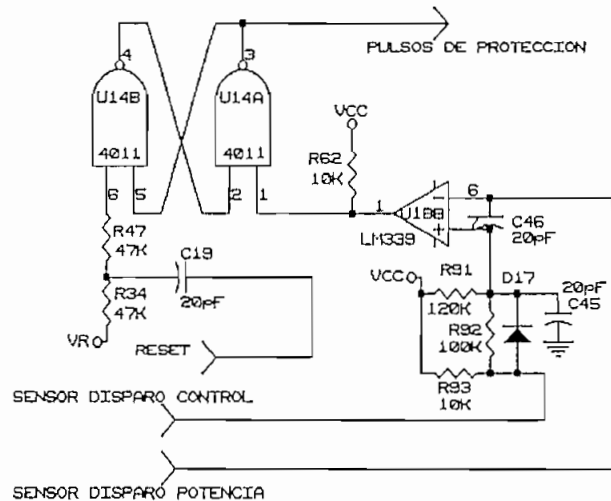 4
3
PULSOS DE PROTECCION
U14B
U14A
VCC
4011
4011
R62
10K
6
5
2
1
1
6
U18B
7
LM339
C46
20pF
R47
47K
C19
VCC
R91
D17
20pF
R34
47K
20pF
120K
C45
VR
R92
100K
RESET
R93
10K
SENSOR DISPARO CONTROL
SENSOR DISPARO POTENCIA